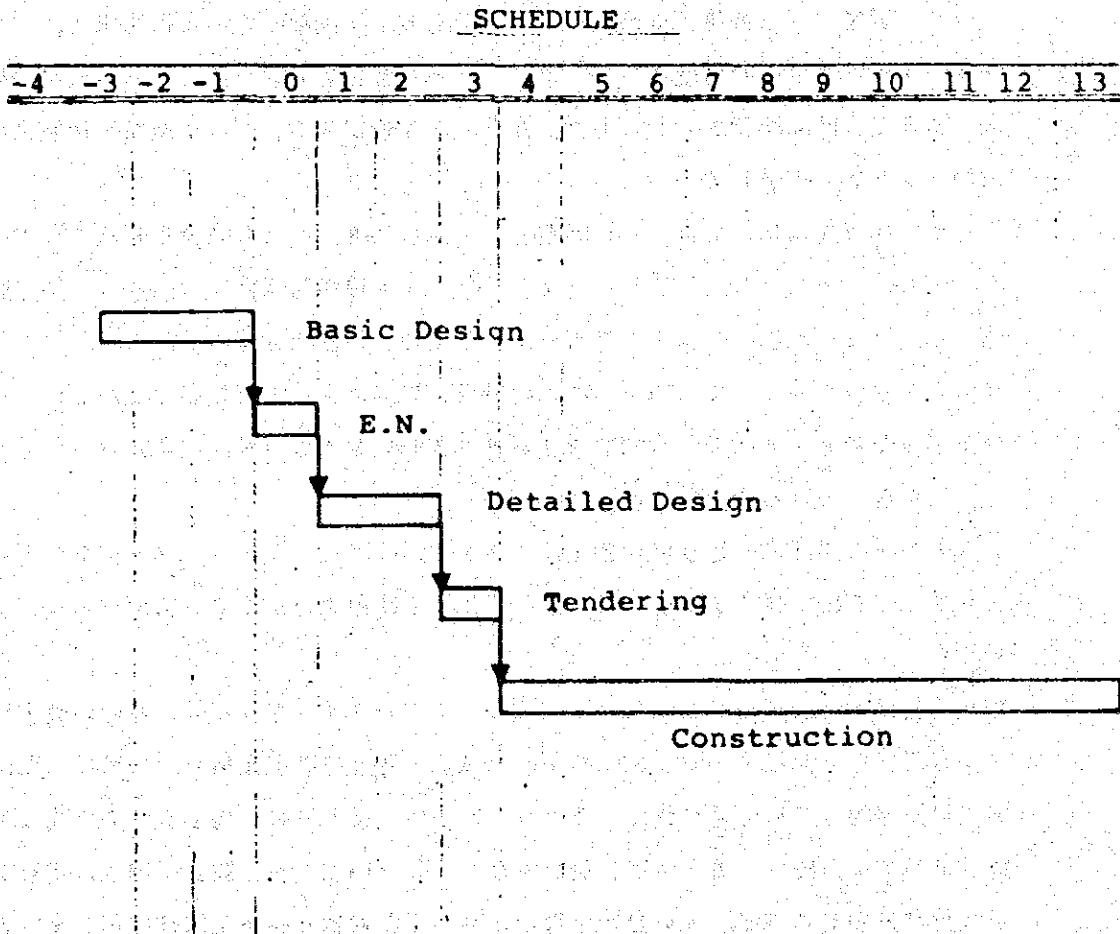 SCHEDULE
-4 -3 -2 -1 0 1 2 3 4 5 6 7 8 9 10 11 12 13
Basic Design
E.N.
Detailed Design
Tendering
Construction